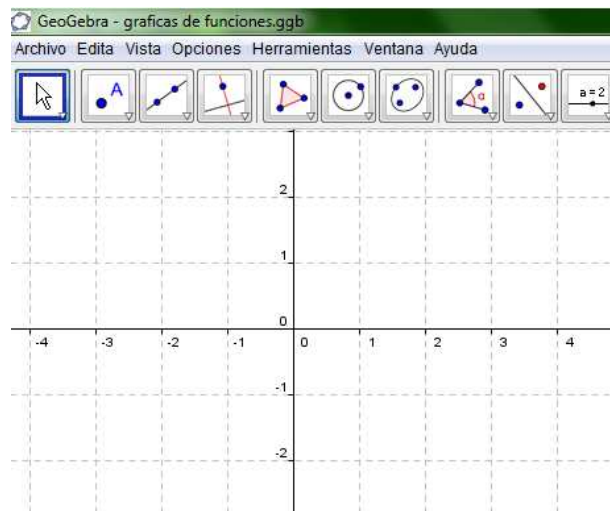 GeoGebra - graficas de funciones.ggb
Archivo Edita Vista Opciones Herramientas Ventana Ayuda
A
α
a = 2
2
1
0
-4 -3 -2 -1 0 1 2 3 4
-1
-2